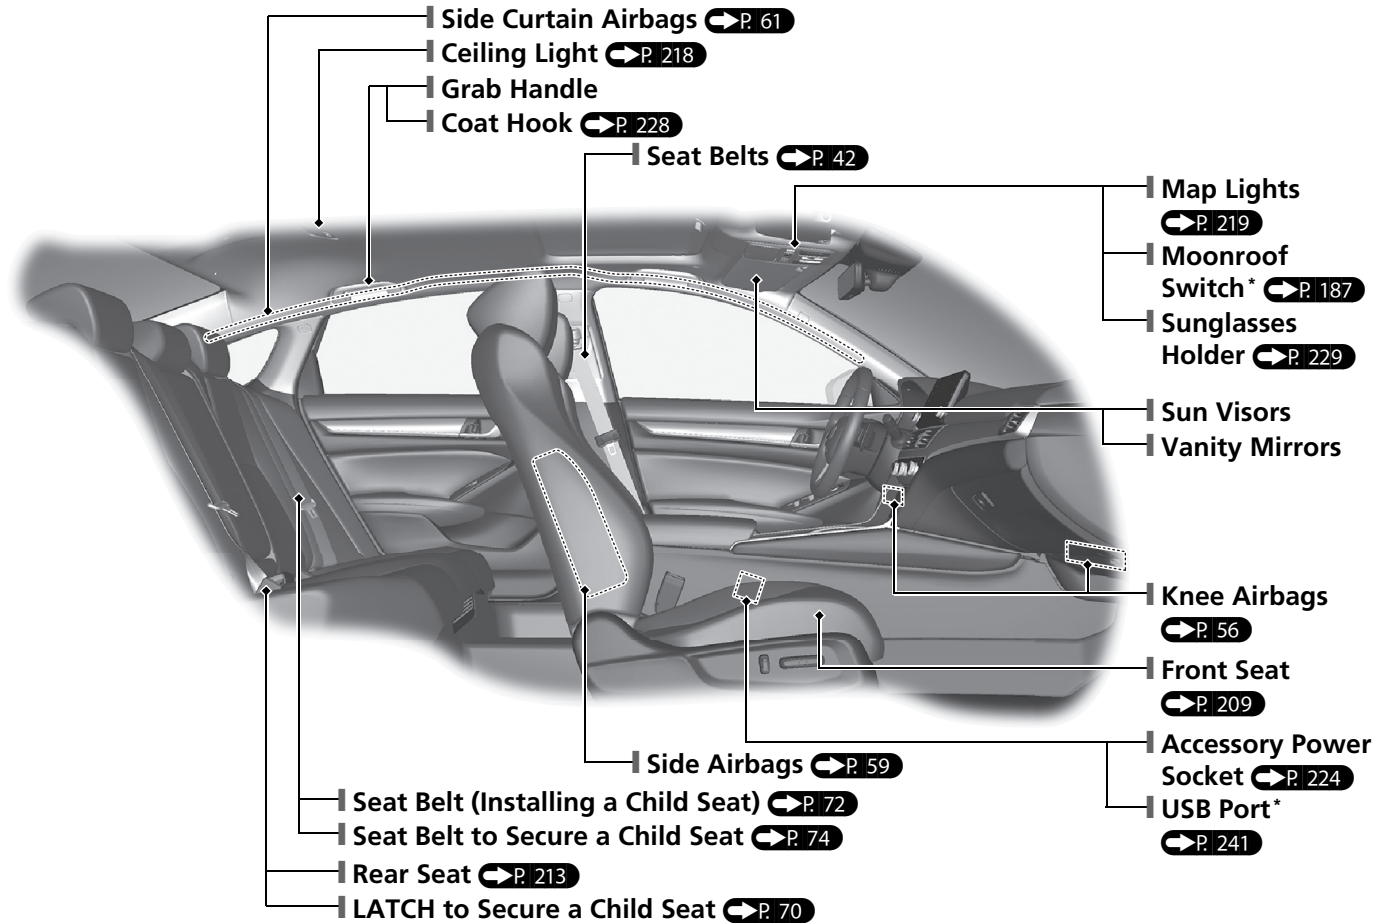 Side Curtain Airbags P. 61
Ceiling Light P. 218
Grab Handle
Coat Hook P. 228
Seat Belts P. 42
Map Lights
P. 219
Moonroof
Switch* P. 187
Sunglasses
Holder P. 229
Sun Visors
Vanity Mirrors
Knee Airbags
P. 56
Front Seat
P. 209
Accessory Power
Socket P. 224
USB Port*
P. 241
Side Airbags P. 59
Seat Belt (Installing a Child Seat) P. 72
Seat Belt to Secure a Child Seat P. 74
Rear Seat P. 213
LATCH to Secure a Child Seat P. 70